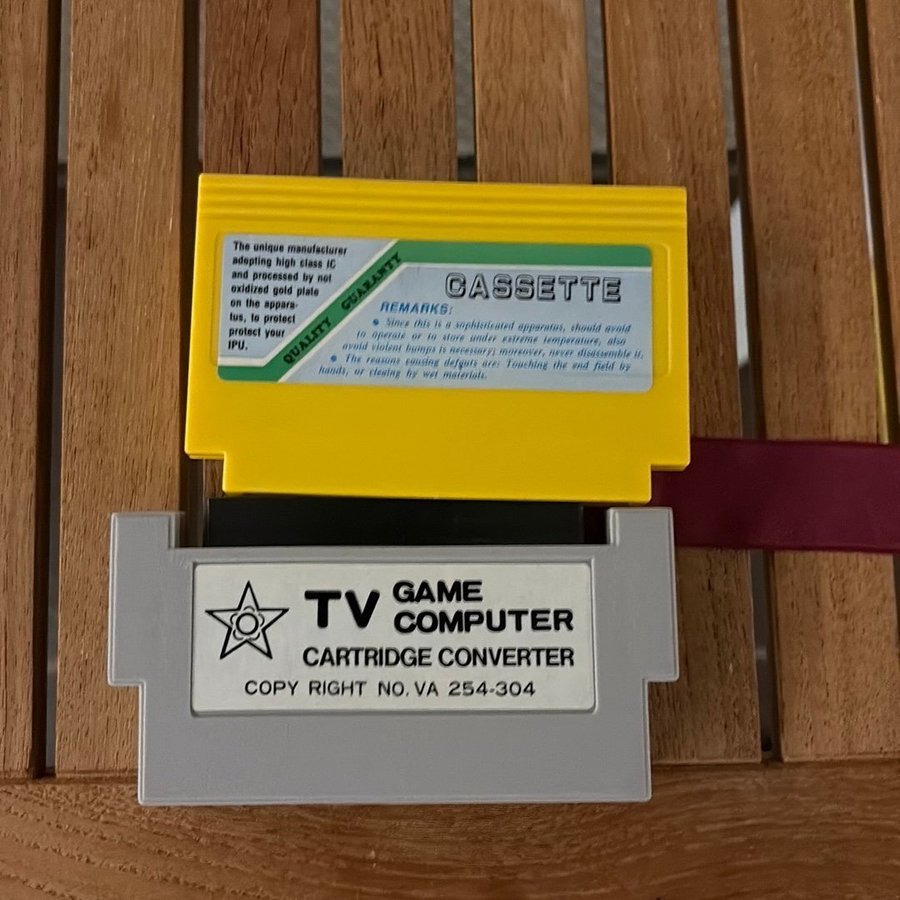 The unique manufacturer
adopting high class IC
and processed by not
oxidized gold plate
on the appara-
tus, to protect
protect your
IPU.
QUALITY GUARANTY
CASSETTE
REMARKS:
● Since this is a sophisticated apparatus, should avoid
to operate or to store under extreme temperature, also
avoid violent bumps is necessary; moreover, never disassemble it.
● The reasons causing defauts are: Touching the end field by
hands, or cleaing by wet materials.
TV GAME
COMPUTER
CARTRIDGE CONVERTER
COPY RIGHT NO. VA 254-304